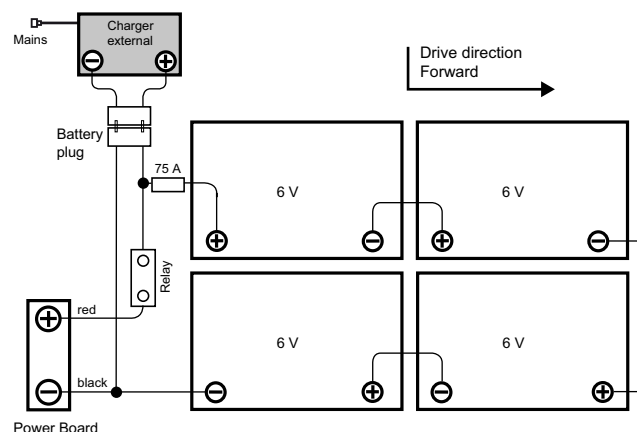 Charger
external
Mains
Drive direction
Forward
Battery
plug
75 A
6 V
6 V
Relay
red
6 V
6 V
black
Power Board